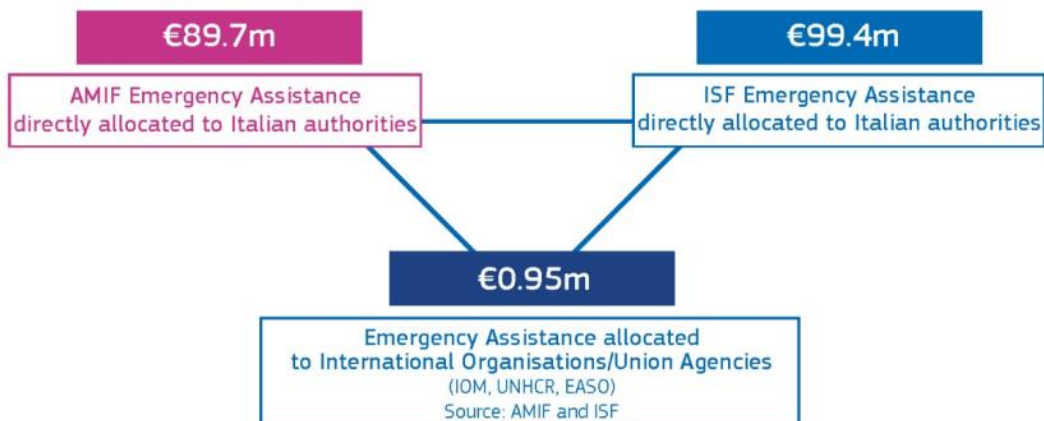 €89.7m
AMIF Emergency Assistance
directly allocated to Italian authorities
€99.4m
ISF Emergency Assistance
directly allocated to Italian authorities
€0.95m
Emergency Assistance allocated
to International Organisations/Union Agencies
(IOM, UNHCR, EASO)
Source: AMIF and ISF